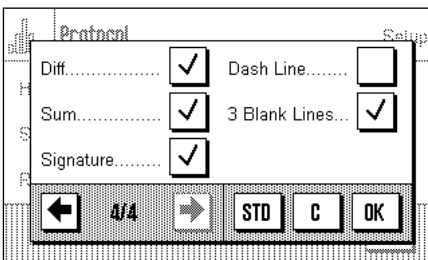 Protocol Setup
Diff................. Dash Line........
Sum................ 3 Blank Lines...
Signature.........
4/4 STD C OK